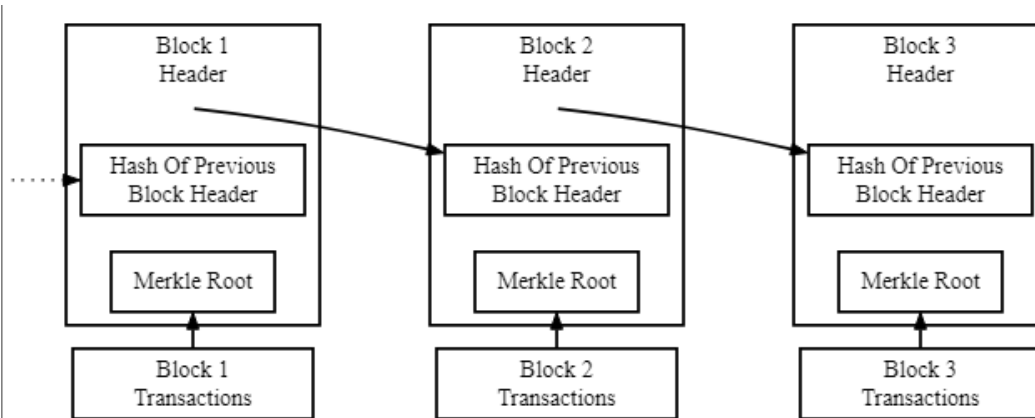 Block 1
Header
Hash Of Previous
Block Header
Merkle Root
Block 1
Transactions
Block 2
Header
Hash Of Previous
Block Header
Merkle Root
Block 2
Transactions
Block 3
Header
Hash Of Previous
Block Header
Merkle Root
Block 3
Transactions